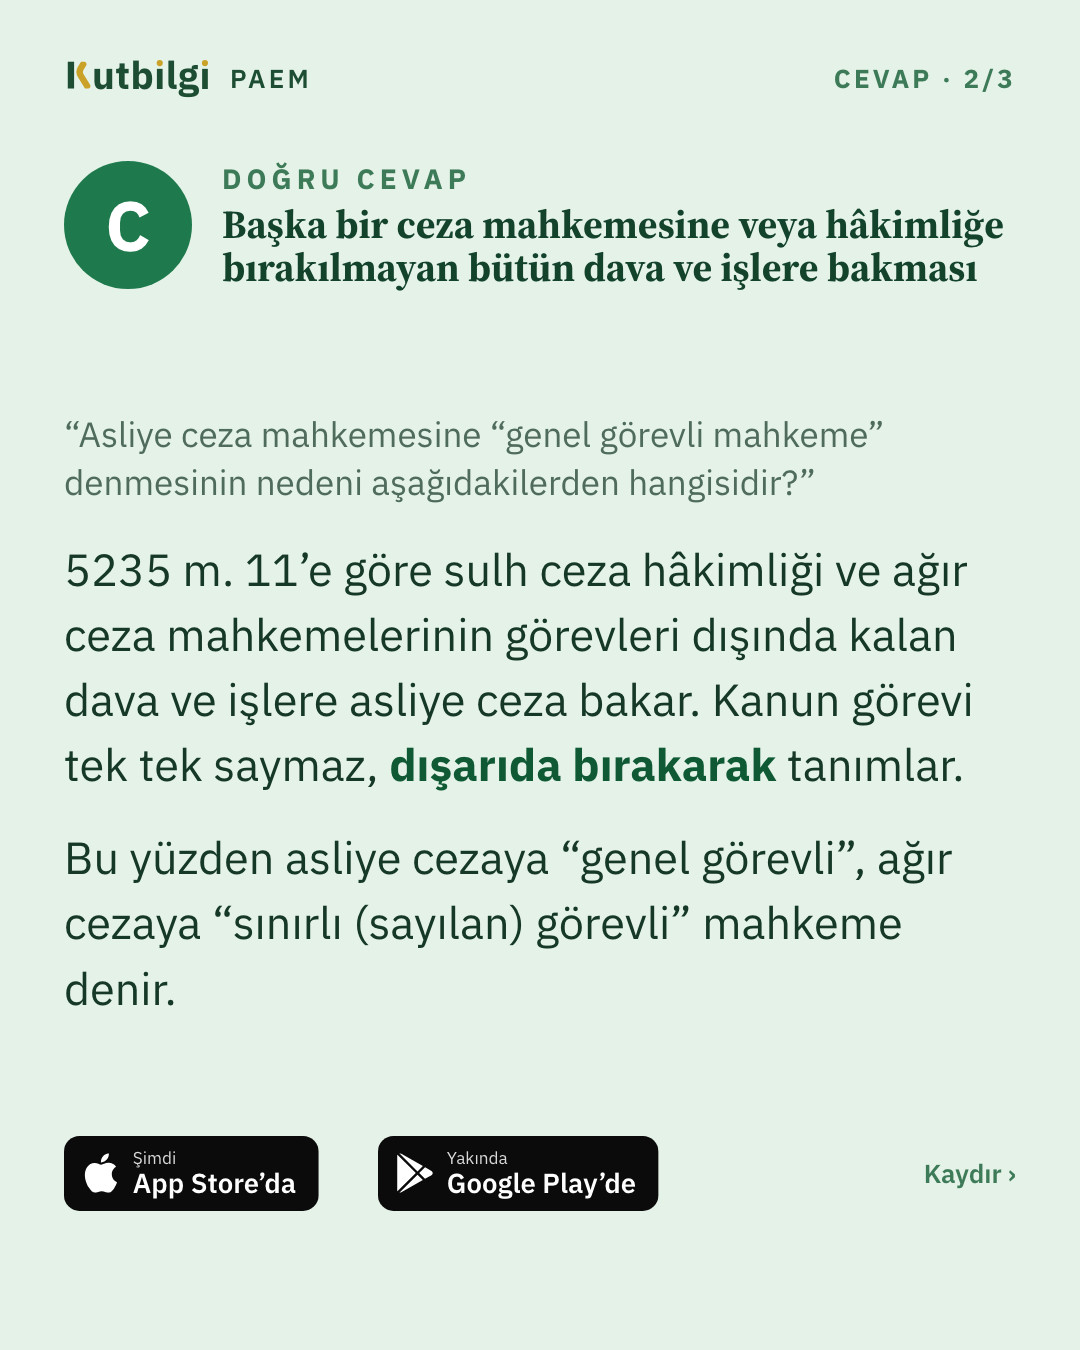 Kutbilgi PAEM
CEVAP · 2/3
C
DOĞRU CEVAP
Başka bir ceza mahkemesine veya hâkimliğe
bırakılmayan bütün dava ve işlere bakması
“Asliye ceza mahkemesine “genel görevli mahkeme”
denmesinin nedeni aşağıdakilerden hangisidir?”
5235 m. 11’e göre sulh ceza hâkimliği ve ağır
ceza mahkemelerinin görevleri dışında kalan
dava ve işlere asliye ceza bakar. Kanun görevi
tek tek saymaz, dışarıda bırakarak tanımlar.
Bu yüzden asliye cezaya “genel görevli”, ağır
cezaya “sınırlı (sayılan) görevli” mahkeme
denir.
Şimdi
App Store’da
Yakında
Google Play’de
Kaydır ›